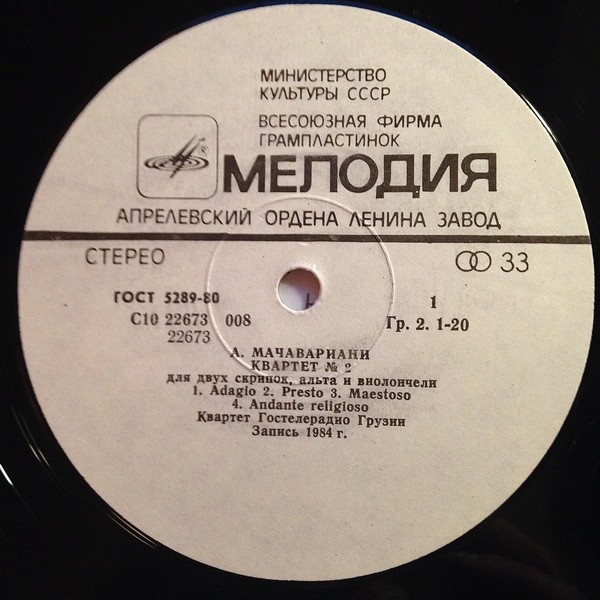 МИНИСТЕРСТВО
КУЛЬТУРЫ СССР
ВСЕСОЮЗНАЯ ФИРМА
ГРАМПЛАСТИНОК
МЕЛОДИЯ
АПРЕЛЕВСКИЙ ОРДЕНА ЛЕНИНА ЗАВОД
СТЕРЕО
33
ГОСТ 5289-80
С10 22673 008
22673
1
Гр. 2. 1-20
А. МАЧАВАРИАНИ
КВАРТЕТ № 2
для двух скринок, альта и виолончели
1. Adagio 2. Presto 3. Maestoso
4. Andante religioso
Квартет Гостелерадио Грузии
Запись 1984 г.